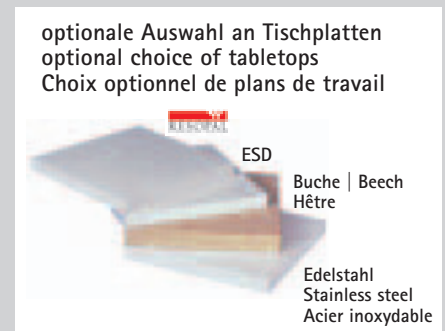 optionale Auswahl an Tischplatten
optional choice of tabletops
Choix optionnel de plans de travail
RESOPAL
ESD
Buche | Beech
Hêtre
Edelstahl
Stainless steel
Acier inoxydable